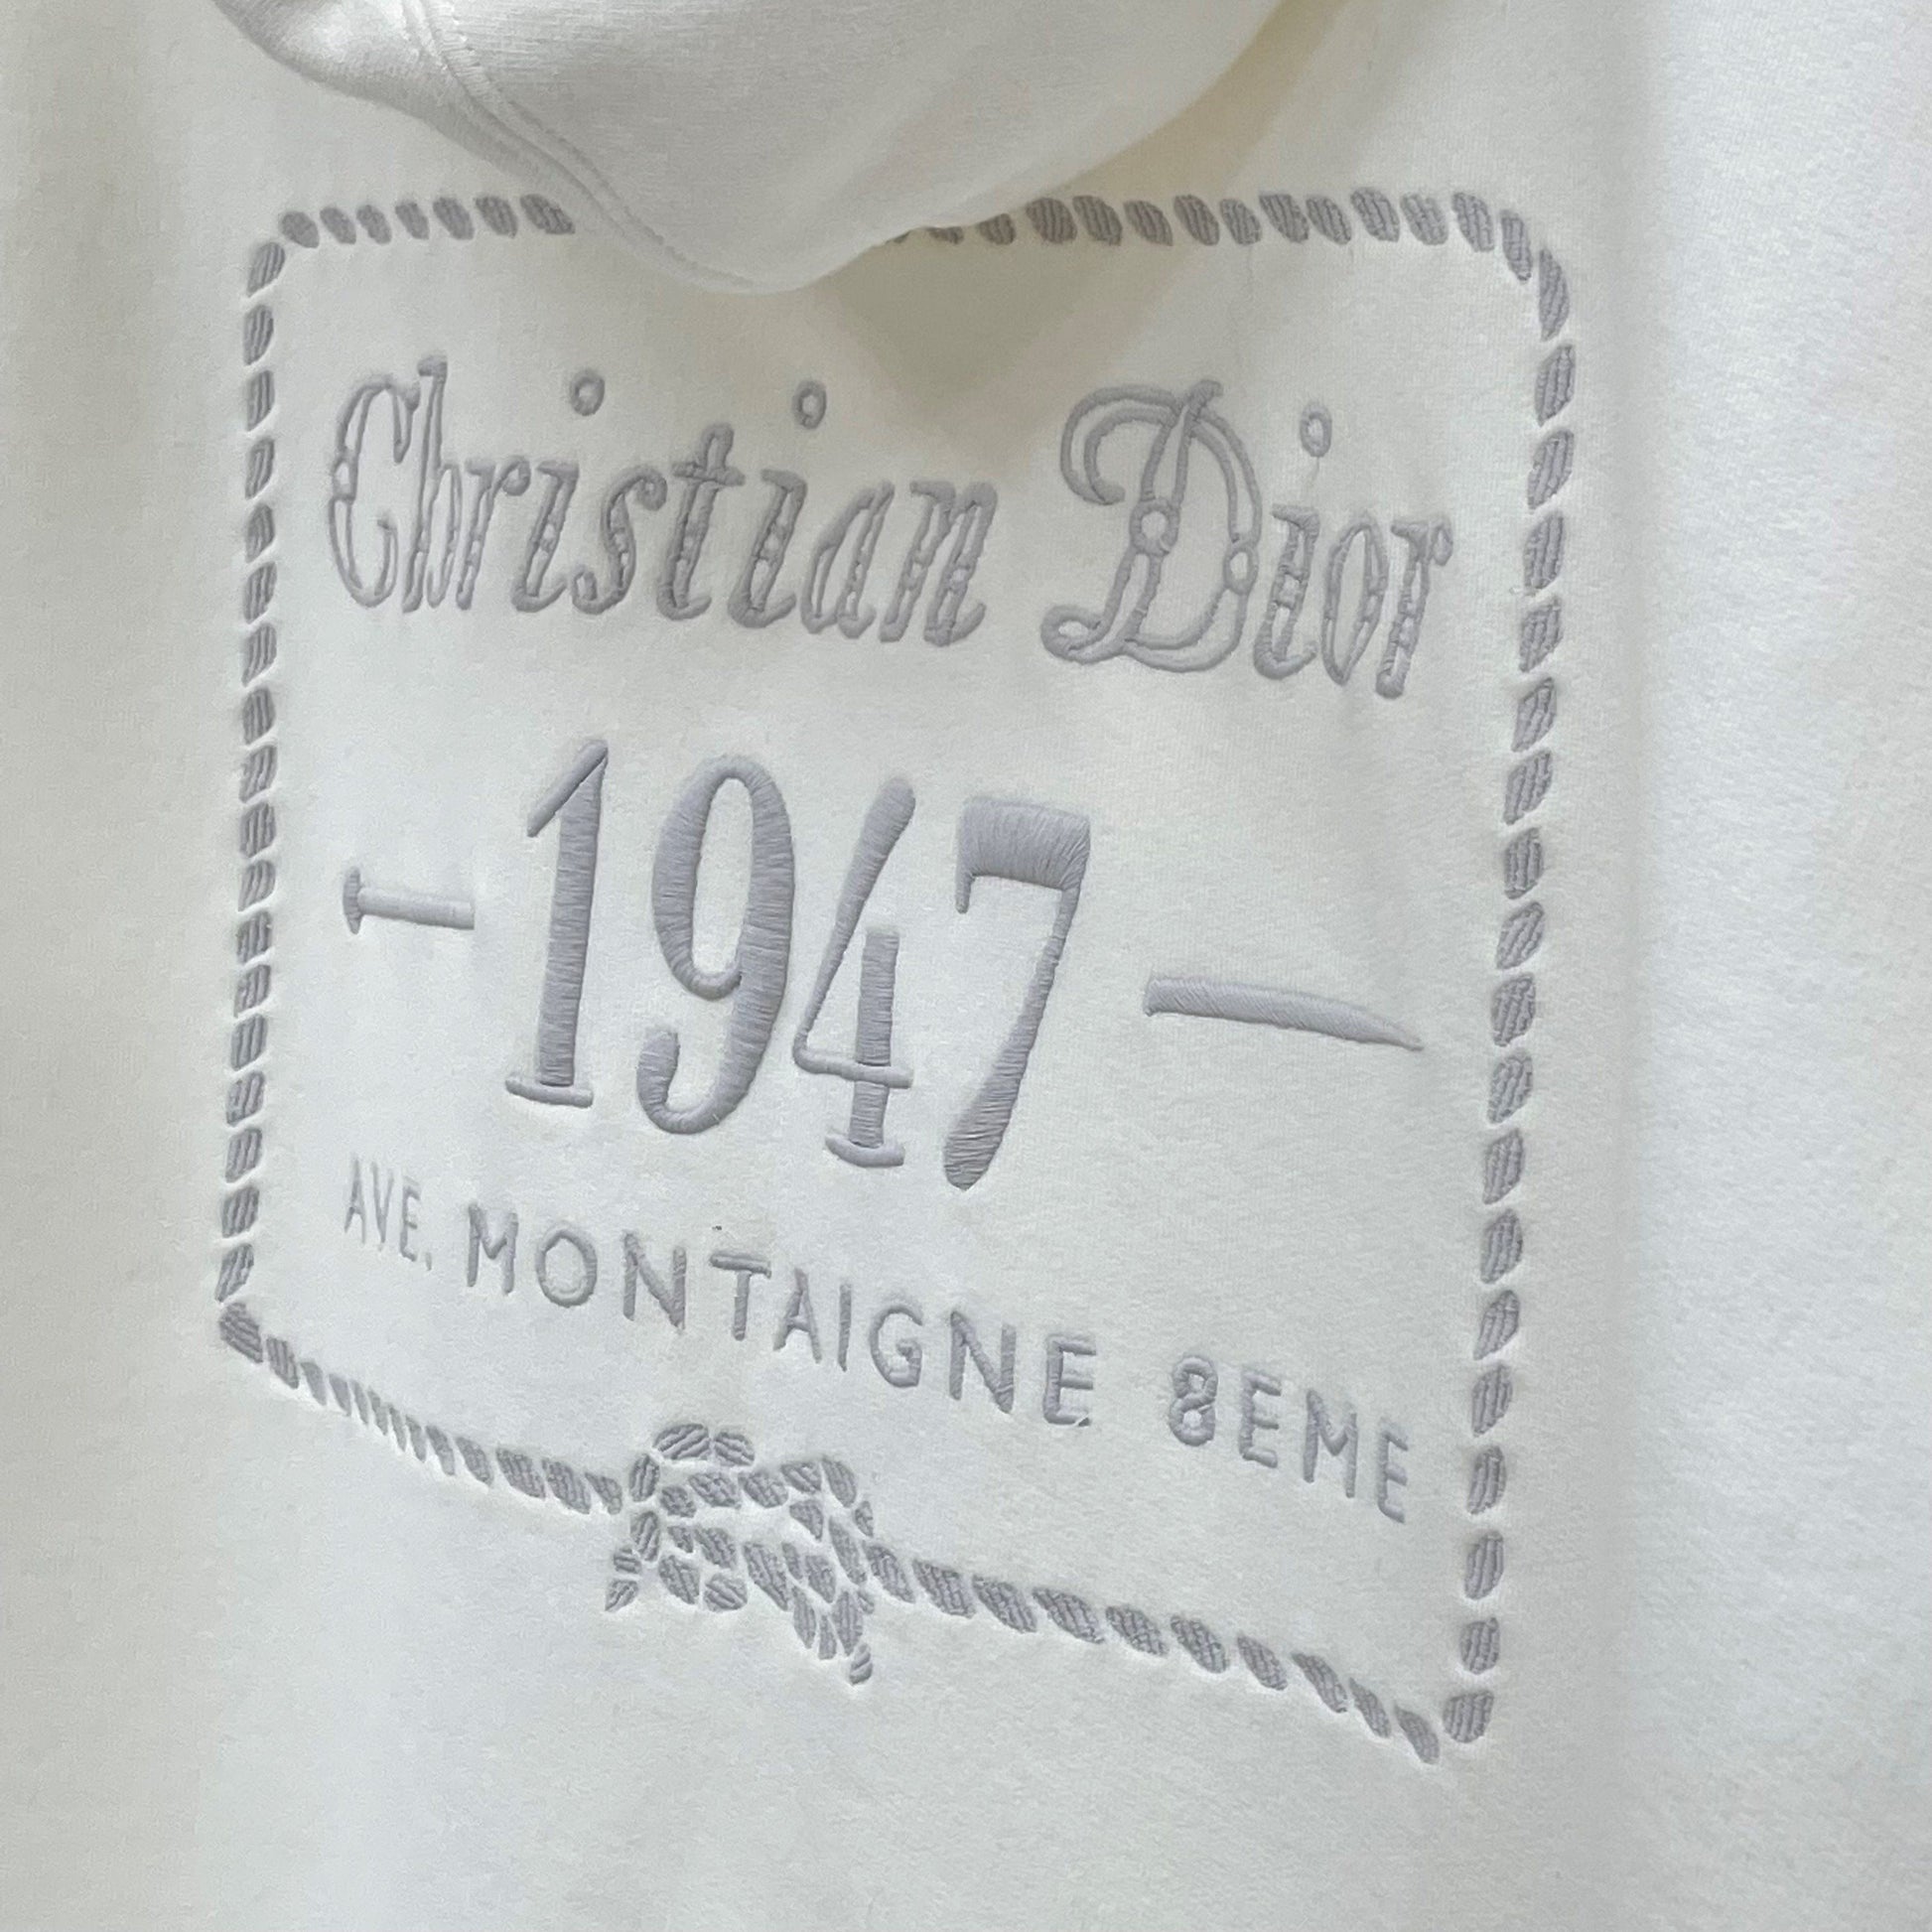 Christian Dior
1947
AVE. MONTAIGNE 8EME